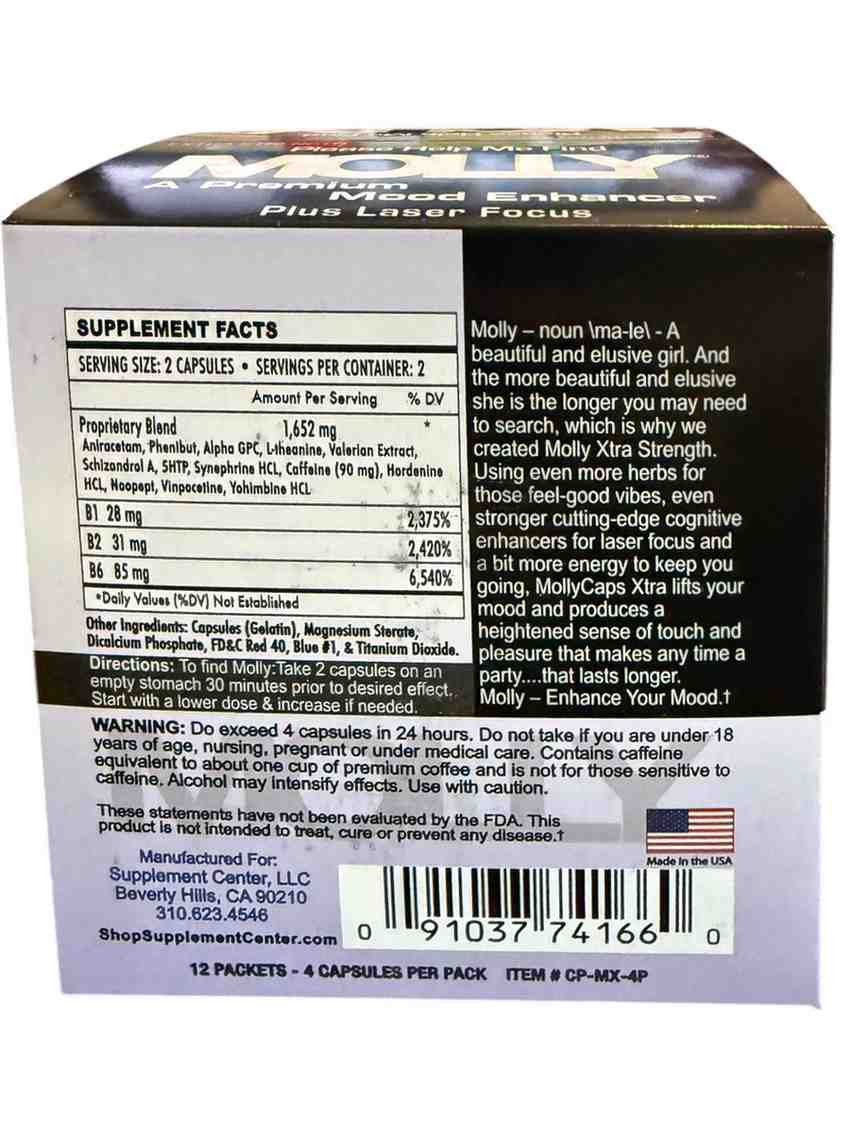 Please Help Me Find
MOLLY
A Premium
Mood Enhancer
Plus Laser Focus
SUPPLEMENT FACTS
SERVING SIZE: 2 CAPSULES • SERVINGS PER CONTAINER: 2
Amount Per Serving % DV
Proprietary Blend 1,652 mg *
Aniracetam, Phenibut, Alpha GPC, L-theanine, Valerian Extract,
Schizandrol A, 5HTP, Synephrine HCL, Caffeine (90 mg), Hordenine
HCL, Noopept, Vinpocetine, Yohimbine HCL
B1 28 mg 2,375%
B2 31 mg 2,420%
B6 85 mg 6,540%
*Daily Values (%DV) Not Established
Other Ingredients: Capsules (Gelatin), Magnesium Sterate,
Dicalcium Phosphate, FD&C Red 40, Blue #1, & Titanium Dioxide.
Directions: To find Molly:Take 2 capsules on an
empty stomach 30 minutes prior to desired effect.
Start with a lower dose & increase if needed.
Molly – noun \ma-le\ - A
beautiful and elusive girl. And
the more beautiful and elusive
she is the longer you may need
to search, which is why we
created Molly Xtra Strength.
Using even more herbs for
those feel-good vibes, even
stronger cutting-edge cognitive
enhancers for laser focus and
a bit more energy to keep you
going, MollyCaps Xtra lifts your
mood and produces a
heightened sense of touch and
pleasure that makes any time a
party....that lasts longer.
Molly – Enhance Your Mood.†
WARNING: Do exceed 4 capsules in 24 hours. Do not take if you are under 18
years of age, nursing, pregnant or under medical care. Contains caffeine
equivalent to about one cup of premium coffee and is not for those sensitive to
caffeine. Alcohol may intensify effects. Use with caution.
MOLLY
These statements have not been evaluated by the FDA. This
product is not intended to treat, cure or prevent any disease.†
Made in the USA
Manufactured For:
Supplement Center, LLC
Beverly Hills, CA 90210
310.623.4546
ShopSupplementCenter.com
0 91037 74166 0
12 PACKETS - 4 CAPSULES PER PACK ITEM # CP-MX-4P